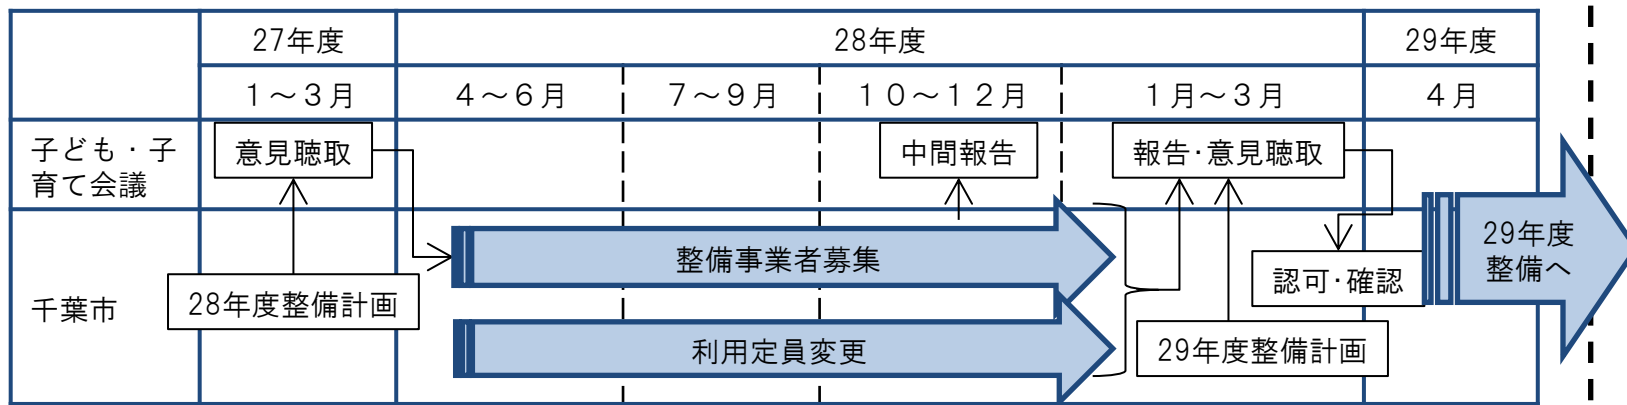 27年度
28年度
29年度
１～３月
４～６月
７～９月
１０～１２月
１月～３月
４月
子ども・子
育て会議
意見聴取
中間報告
報告･意見聴取
千葉市
28年度整備計画
整備事業者募集
利用定員変更
29年度整備計画
認可･確認
29年度
整備へ